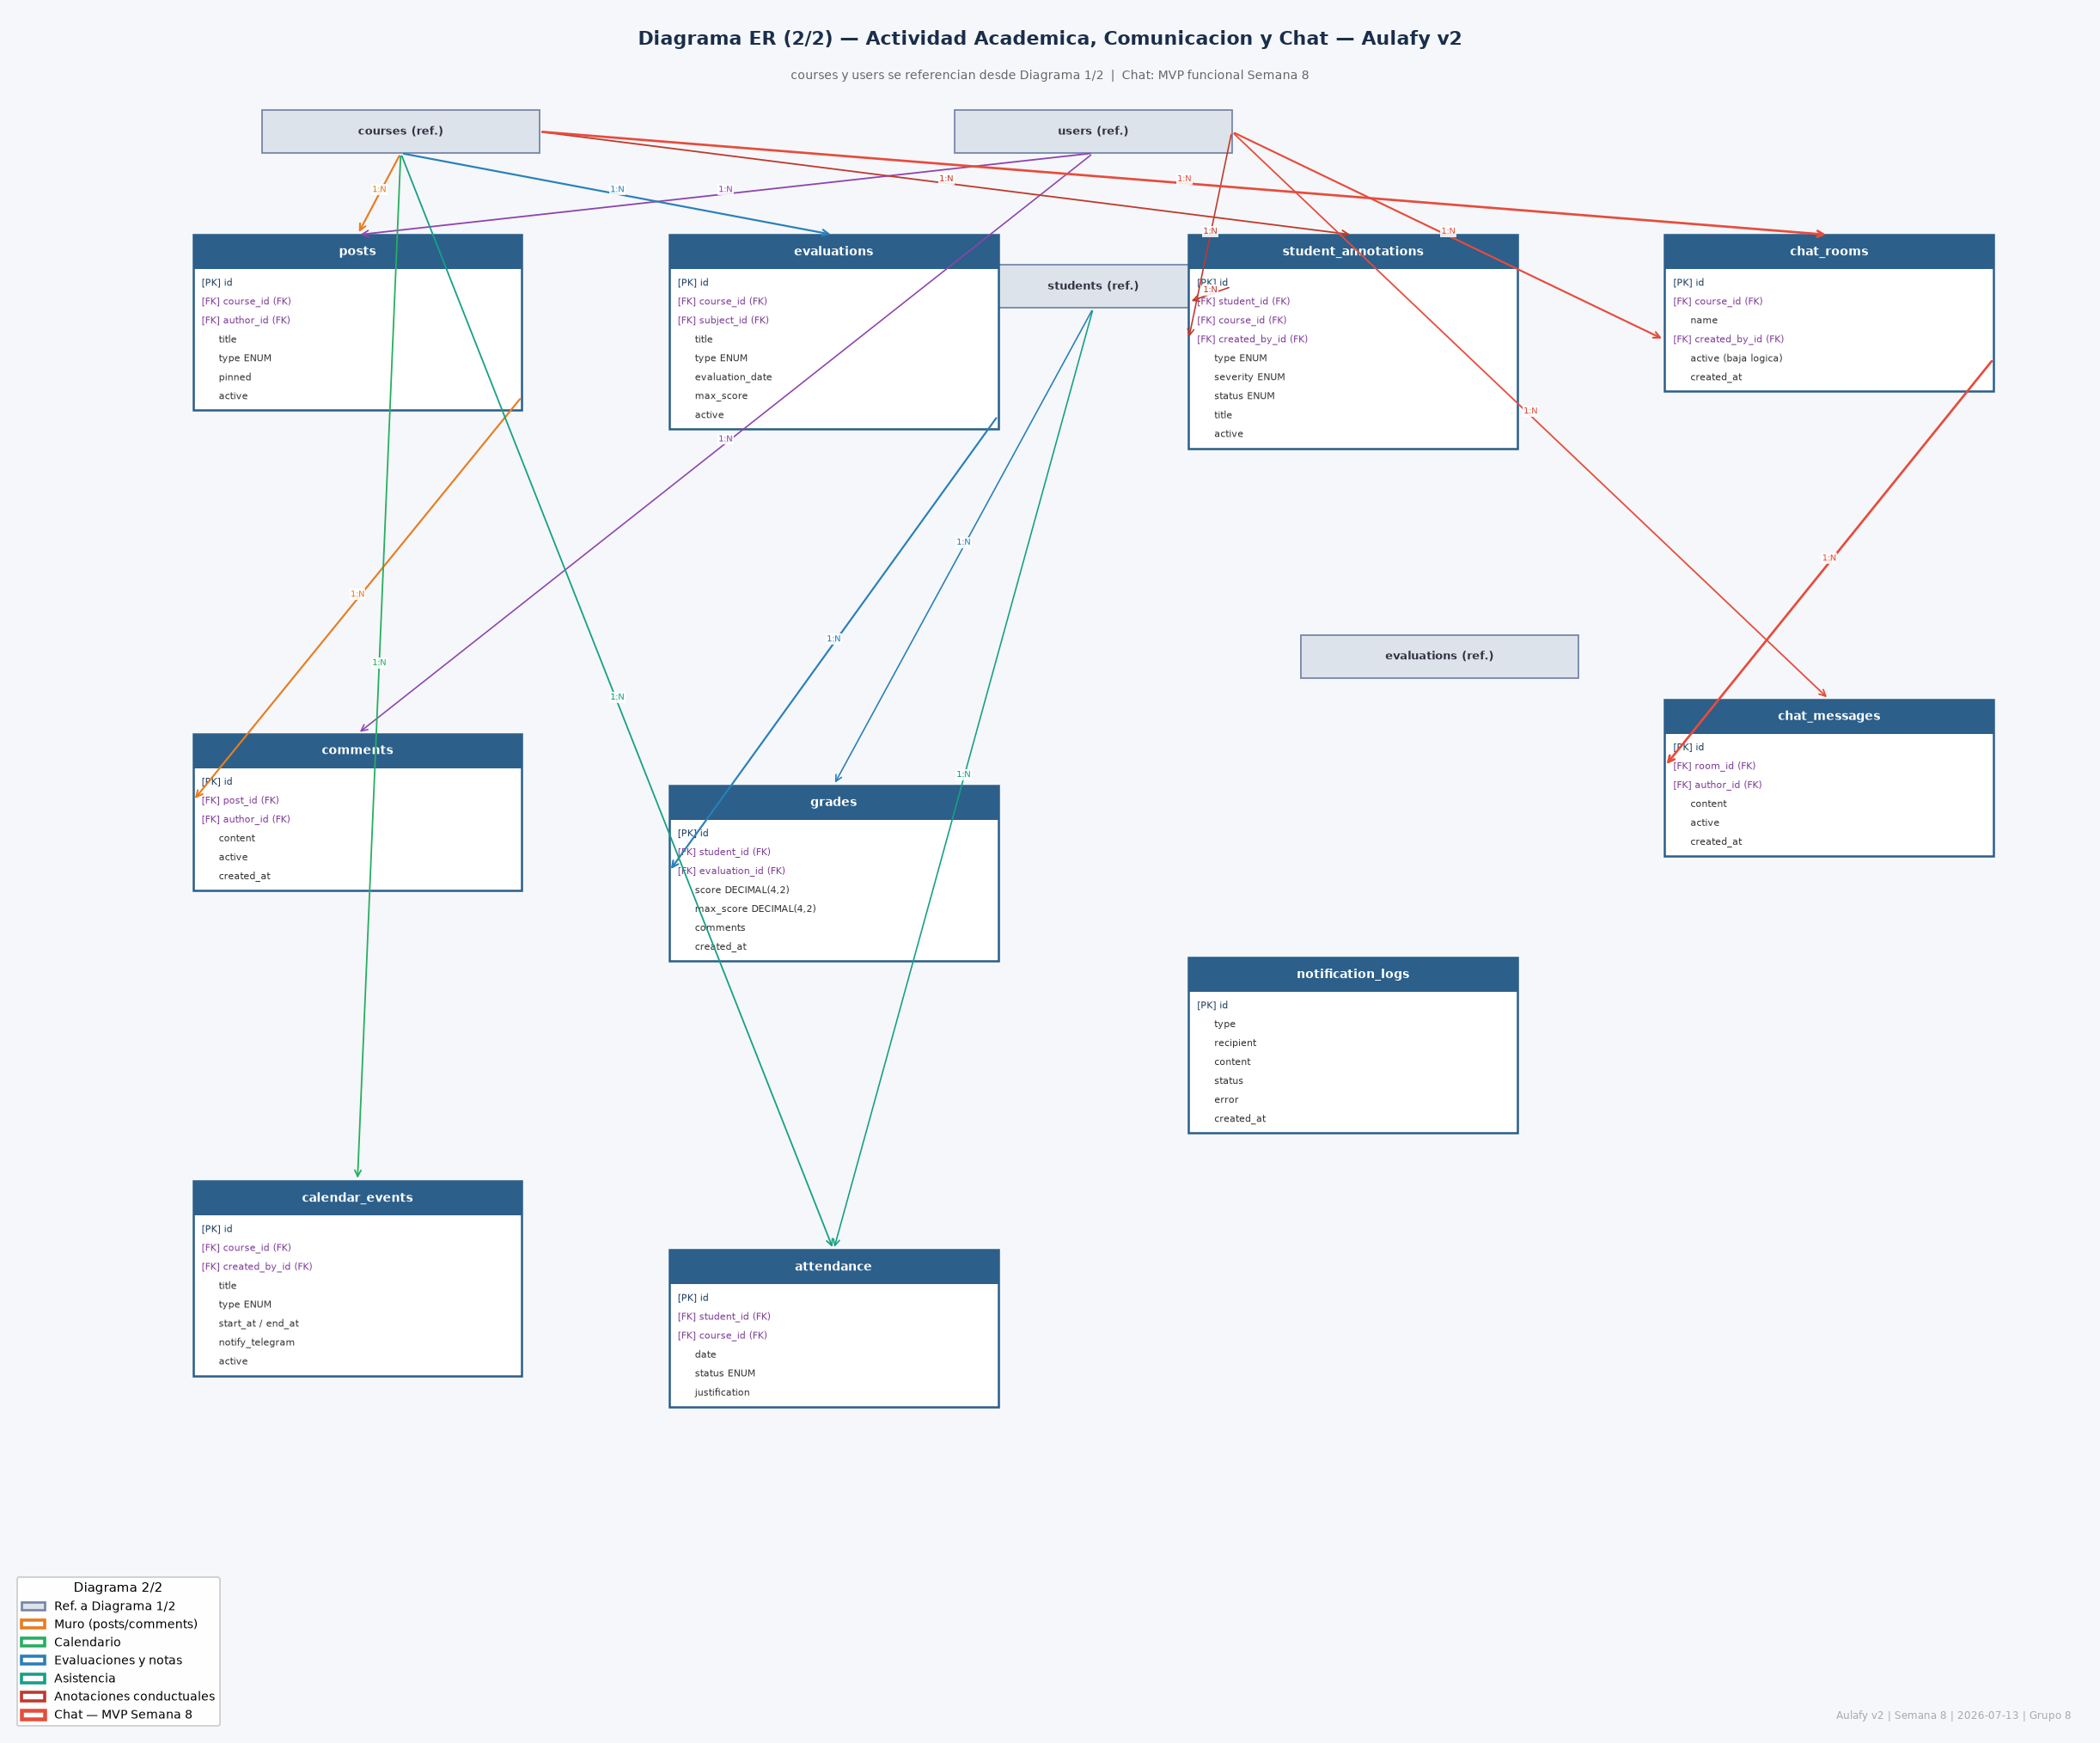 Diagrama ER (2/2) — Actividad Academica, Comunicacion y Chat — Aulafy v2
courses y users se referencian desde Diagrama 1/2 | Chat: MVP funcional Semana 8
courses (ref.)
users (ref.)
1:N
1:N
1:N
1:N
1:N
1:N
1:N
posts
[PK] id
[FK] course_id (FK)
[FK] author_id (FK)
title
type ENUM
pinned
active
evaluations
[PK] id
[FK] course_id (FK)
[FK] subject_id (FK)
title
type ENUM
evaluation_date
max_score
active
students (ref.)
1:N
student_annotations
[PK] id
[FK] student_id (FK)
[FK] course_id (FK)
[FK] created_by_id (FK)
type ENUM
severity ENUM
status ENUM
title
active
chat_rooms
[PK] id
[FK] course_id (FK)
name
[FK] created_by_id (FK)
active (baja logica)
created_at
1:N
1:N
1:N
1:N
1:N
1:N
1:N
1:N
1:N
evaluations (ref.)
comments
[PK] id
[FK] post_id (FK)
[FK] author_id (FK)
content
active
created_at
grades
[PK] id
[FK] student_id (FK)
[FK] evaluation_id (FK)
score DECIMAL(4,2)
max_score DECIMAL(4,2)
comments
created_at
chat_messages
[PK] id
[FK] room_id (FK)
[FK] author_id (FK)
content
active
created_at
notification_logs
[PK] id
type
recipient
content
status
error
created_at
calendar_events
[PK] id
[FK] course_id (FK)
[FK] created_by_id (FK)
title
type ENUM
start_at / end_at
notify_telegram
active
attendance
[PK] id
[FK] student_id (FK)
[FK] course_id (FK)
date
status ENUM
justification
Diagrama 2/2
Ref. a Diagrama 1/2
Muro (posts/comments)
Calendario
Evaluaciones y notas
Asistencia
Anotaciones conductuales
Chat — MVP Semana 8
Aulafy v2 | Semana 8 | 2026-07-13 | Grupo 8